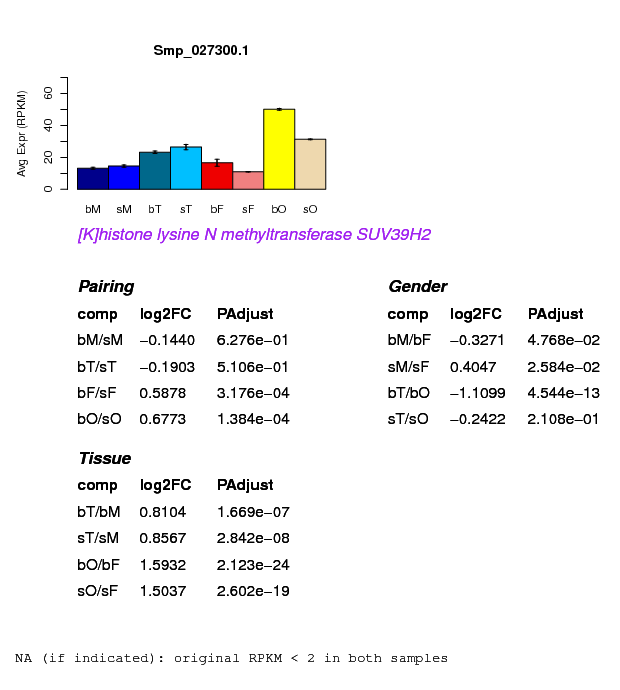 Smp_027300.1
Avg Expr (RPKM)
0 20 40 60
bM sM bT sT bF sF bO sO
[K]histone lysine N methyltransferase SUV39H2
Pairing
comp log2FC PAdjust
bM/sM −0.1440 6.276e−01
bT/sT −0.1903 5.106e−01
bF/sF 0.5878 3.176e−04
bO/sO 0.6773 1.384e−04
Gender
comp log2FC PAdjust
bM/bF −0.3271 4.768e−02
sM/sF 0.4047 2.584e−02
bT/bO −1.1099 4.544e−13
sT/sO −0.2422 2.108e−01
Tissue
comp log2FC PAdjust
bT/bM 0.8104 1.669e−07
sT/sM 0.8567 2.842e−08
bO/bF 1.5932 2.123e−24
sO/sF 1.5037 2.602e−19
NA (if indicated): original RPKM < 2 in both samples